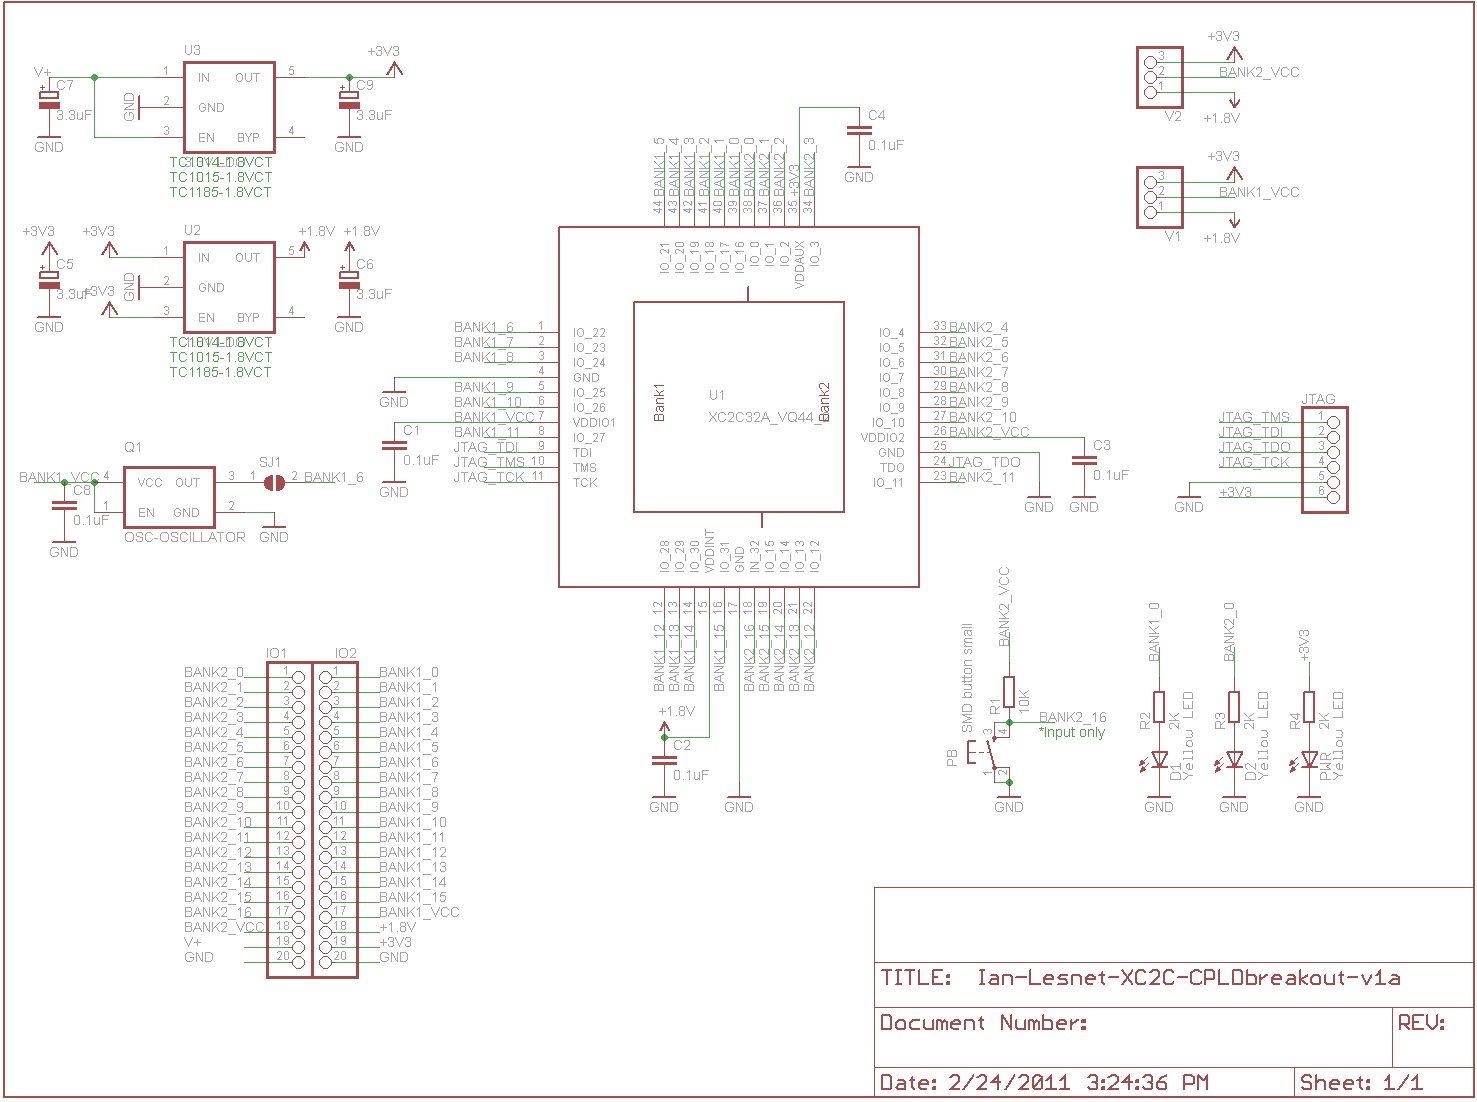 U3
V+
C7
3.3uF
GND
GND
1 IN OUT 5
2 GND
3 EN BYP 4
TC1014-1.8VCT
TC1015-1.8VCT
TC1185-1.8VCT
+3V3
C9
3.3uF
GND
U2
+3V3
C5
3.3uF
GND
+3V3
+3V3
GND
1 IN OUT 5
2 GND
3 EN BYP 4
TC1014-1.8VCT
TC1015-1.8VCT
TC1185-1.8VCT
+1.8V
+1.8V
C6
3.3uF
GND
Q1
BANK1_VCC
C8
0.1uF
GND
4 VCC OUT 3
1 EN GND 2
OSC-OSCILLATOR
GND
SJ1
1 2
BANK1_6
44 BANK1_5
43 BANK1_4
42 BANK1_3
41 BANK1_2
40 BANK1_1
39 BANK1_0
38 BANK2_0
37 BANK2_1
36 BANK2_2
35 +3V3
34 BANK2_3
C4
0.1uF
GND
IO_21
IO_20
IO_19
IO_18
IO_17
IO_16
IO_0
IO_1
IO_2
VDDAUX
IO_3
BANK1_6 1 IO_22
BANK1_7 2 IO_23
BANK1_8 3 IO_24
4 GND
BANK1_9 5 IO_25
BANK1_10 6 IO_26
BANK1_VCC 7 VDDIO1
BANK1_11 8 IO_27
JTAG_TDI 9 TDI
JTAG_TMS 10 TMS
JTAG_TCK 11 TCK
GND
C1
0.1uF
GND
Bank1
U1
XC2C32A_VQ44_
Bank2
IO_4 33 BANK2_4
IO_5 32 BANK2_5
IO_6 31 BANK2_6
IO_7 30 BANK2_7
IO_8 29 BANK2_8
IO_9 28 BANK2_9
IO_10 27 BANK2_10
VDDIO2 26 BANK2_VCC
GND 25
TDO 24 JTAG_TDO
IO_11 23 BANK2_11
GND
C3
0.1uF
GND
IO_28
IO_29
IO_30
VDDINT
IO_31
GND
IN_32
IO_15
IO_14
IO_13
IO_12
BANK1_12 12
BANK1_13 13
BANK1_14 14
15
BANK1_15 16
17
BANK2_16 18
BANK2_15 19
BANK2_14 20
BANK2_13 21
BANK2_12 22
+1.8V
C2
0.1uF
GND
GND
+3V3
3
2 BANK2_VCC
1
V2
+1.8V
+3V3
3
2 BANK1_VCC
1
V1
+1.8V
JTAG
JTAG_TMS 1
JTAG_TDI 2
JTAG_TDO 3
JTAG_TCK 4
5
+3V3 6
GND
IO1 IO2
BANK2_0 1 1 BANK1_0
BANK2_1 2 2 BANK1_1
BANK2_2 3 3 BANK1_2
BANK2_3 4 4 BANK1_3
BANK2_4 5 5 BANK1_4
BANK2_5 6 6 BANK1_5
BANK2_6 7 7 BANK1_6
BANK2_7 8 8 BANK1_7
BANK2_8 9 9 BANK1_8
BANK2_9 10 10 BANK1_9
BANK2_10 11 11 BANK1_10
BANK2_11 12 12 BANK1_11
BANK2_12 13 13 BANK1_12
BANK2_13 14 14 BANK1_13
BANK2_14 15 15 BANK1_14
BANK2_15 16 16 BANK1_15
BANK2_16 17 17 BANK1_VCC
BANK2_VCC 18 18 +1.8V
V+ 19 19 +3V3
GND 20 20 GND
BANK2_VCC
R1
10K
SMD button small
PB
3 4
1 2
BANK2_16
*Input only
GND
BANK1_0
R2
2K
D1
Yellow LED
GND
BANK2_0
R3
2K
D2
Yellow LED
GND
+3V3
R4
2K
PWR
Yellow LED
GND
TITLE: Ian-Lesnet-XC2C-CPLDbreakout-v1a
Document Number:
REV:
Date: 2/24/2011 3:24:36 PM
Sheet: 1/1